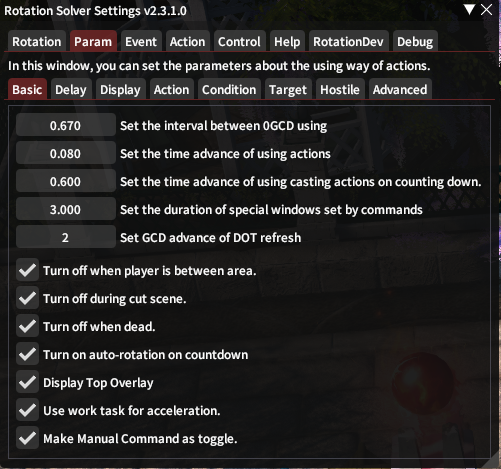 Rotation Solver Settings v2.3.1.0
Rotation Param Event Action Control Help RotationDev Debug
In this window, you can set the parameters about the using way of actions.
Basic Delay Display Action Condition Target Hostile Advanced
0.670 Set the interval between 0GCD using
0.080 Set the time advance of using actions
0.600 Set the time advance of using casting actions on counting down.
3.000 Set the duration of special windows set by commands
2 Set GCD advance of DOT refresh
Turn off when player is between area.
Turn off during cut scene.
Turn off when dead.
Turn on auto-rotation on countdown
Display Top Overlay
Use work task for acceleration.
Make Manual Command as toggle.